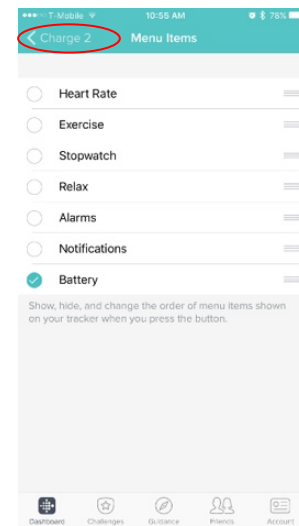 T-Mobile 10:55 AM 78%
Charge 2 Menu Items
Heart Rate
Exercise
Stopwatch
Relax
Alarms
Notifications
Battery
Show, hide, and change the order of menu items shown
on your tracker when you press the button.
Dashboard Challenges Guidance Friends Account